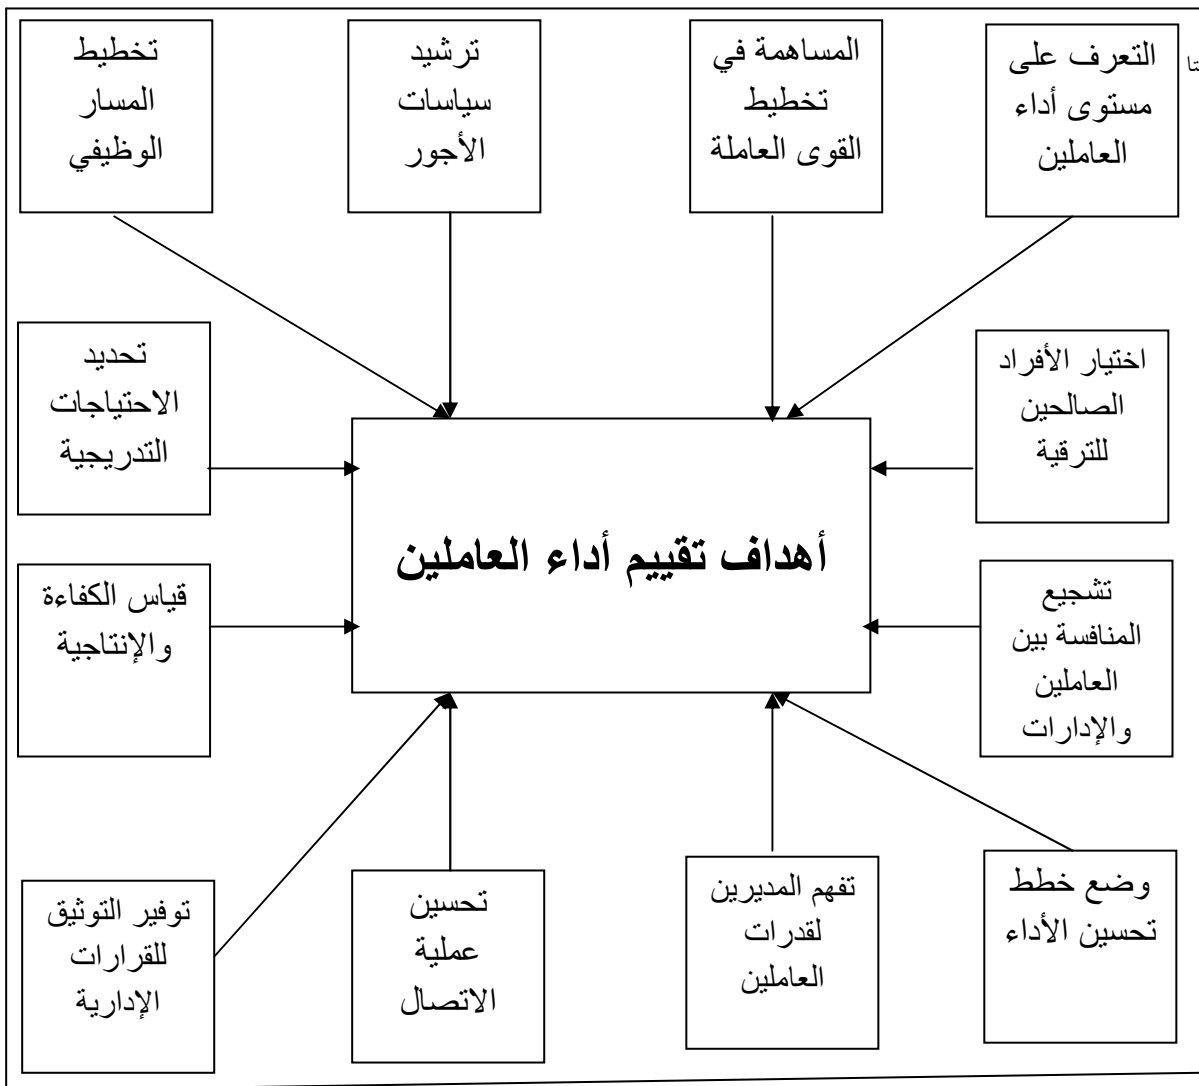 التعرف على
مستوى أداء
العاملين
المساهمة في
تخطيط
القوى العاملة
ترشيد
سياسات
الأجور
تخطيط
المسار
الوظيفي
اختيار الأفراد
الصالحين
للترقية
تحديد
الاحتياجات
التدريجية
أهداف تقييم أداء العاملين
تشجيع
المنافسة بين
العاملين
والإدارات
قياس الكفاءة
والإنتاجية
وضع خطط
تحسين الأداء
تفهم المديرين
لقدرات
العاملين
تحسين
عملية
الاتصال
توفير التوثيق
للقرارات
الإدارية